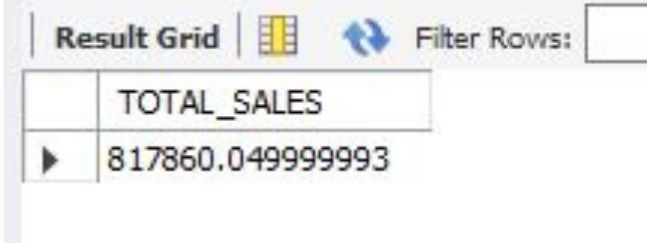 Result Grid Filter Rows:
TOTAL_SALES
817860.049999993